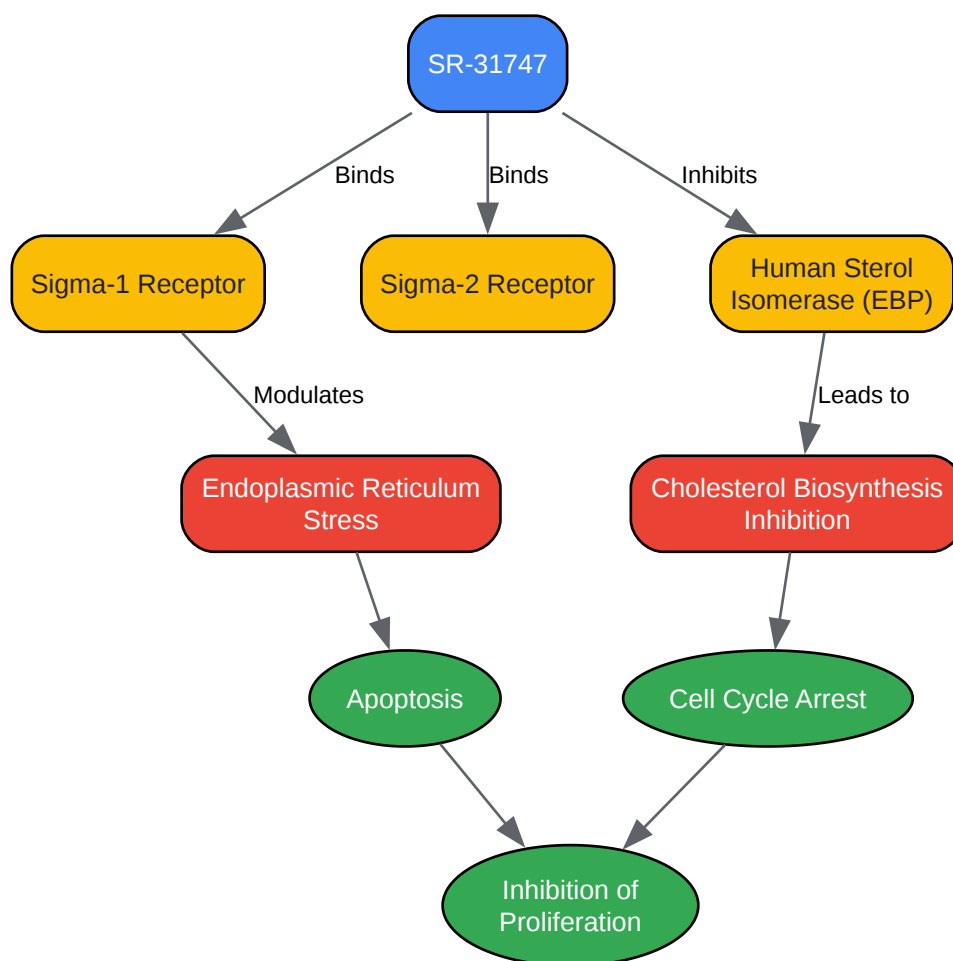 SR-31747
Binds
Binds
Inhibits
Sigma-1 Receptor
Sigma-2 Receptor
Human Sterol
Isomerase (EBP)
Modulates
Leads to
Endoplasmic Reticulum
Stress
Cholesterol Biosynthesis
Inhibition
Apoptosis
Cell Cycle Arrest
Inhibition of
Proliferation